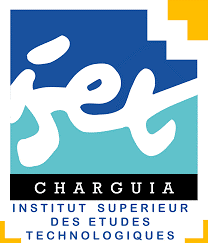 iset
CHARGUIA
INSTITUT SUPERIEUR
DES ETUDES
TECHNOLOGIQUES